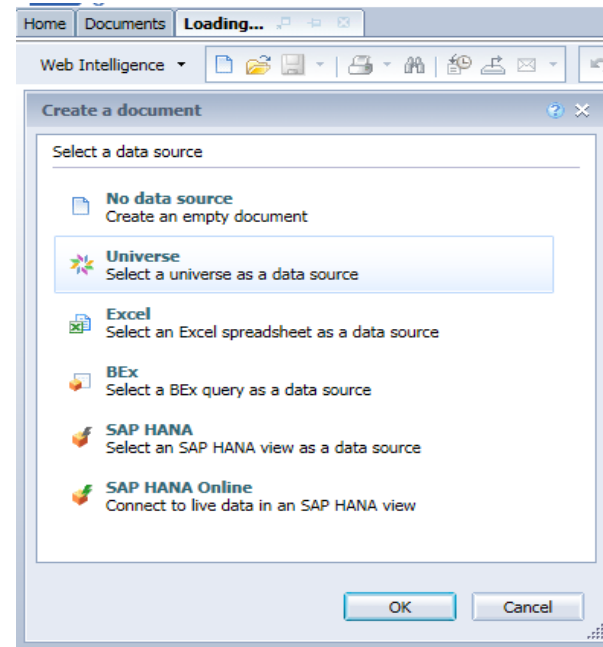 Home Documents Loading...
Web Intelligence
Create a document
Select a data source
No data source
Create an empty document
Universe
Select a universe as a data source
Excel
Select an Excel spreadsheet as a data source
BEx
Select a BEx query as a data source
SAP HANA
Select an SAP HANA view as a data source
SAP HANA Online
Connect to live data in an SAP HANA view
OK Cancel